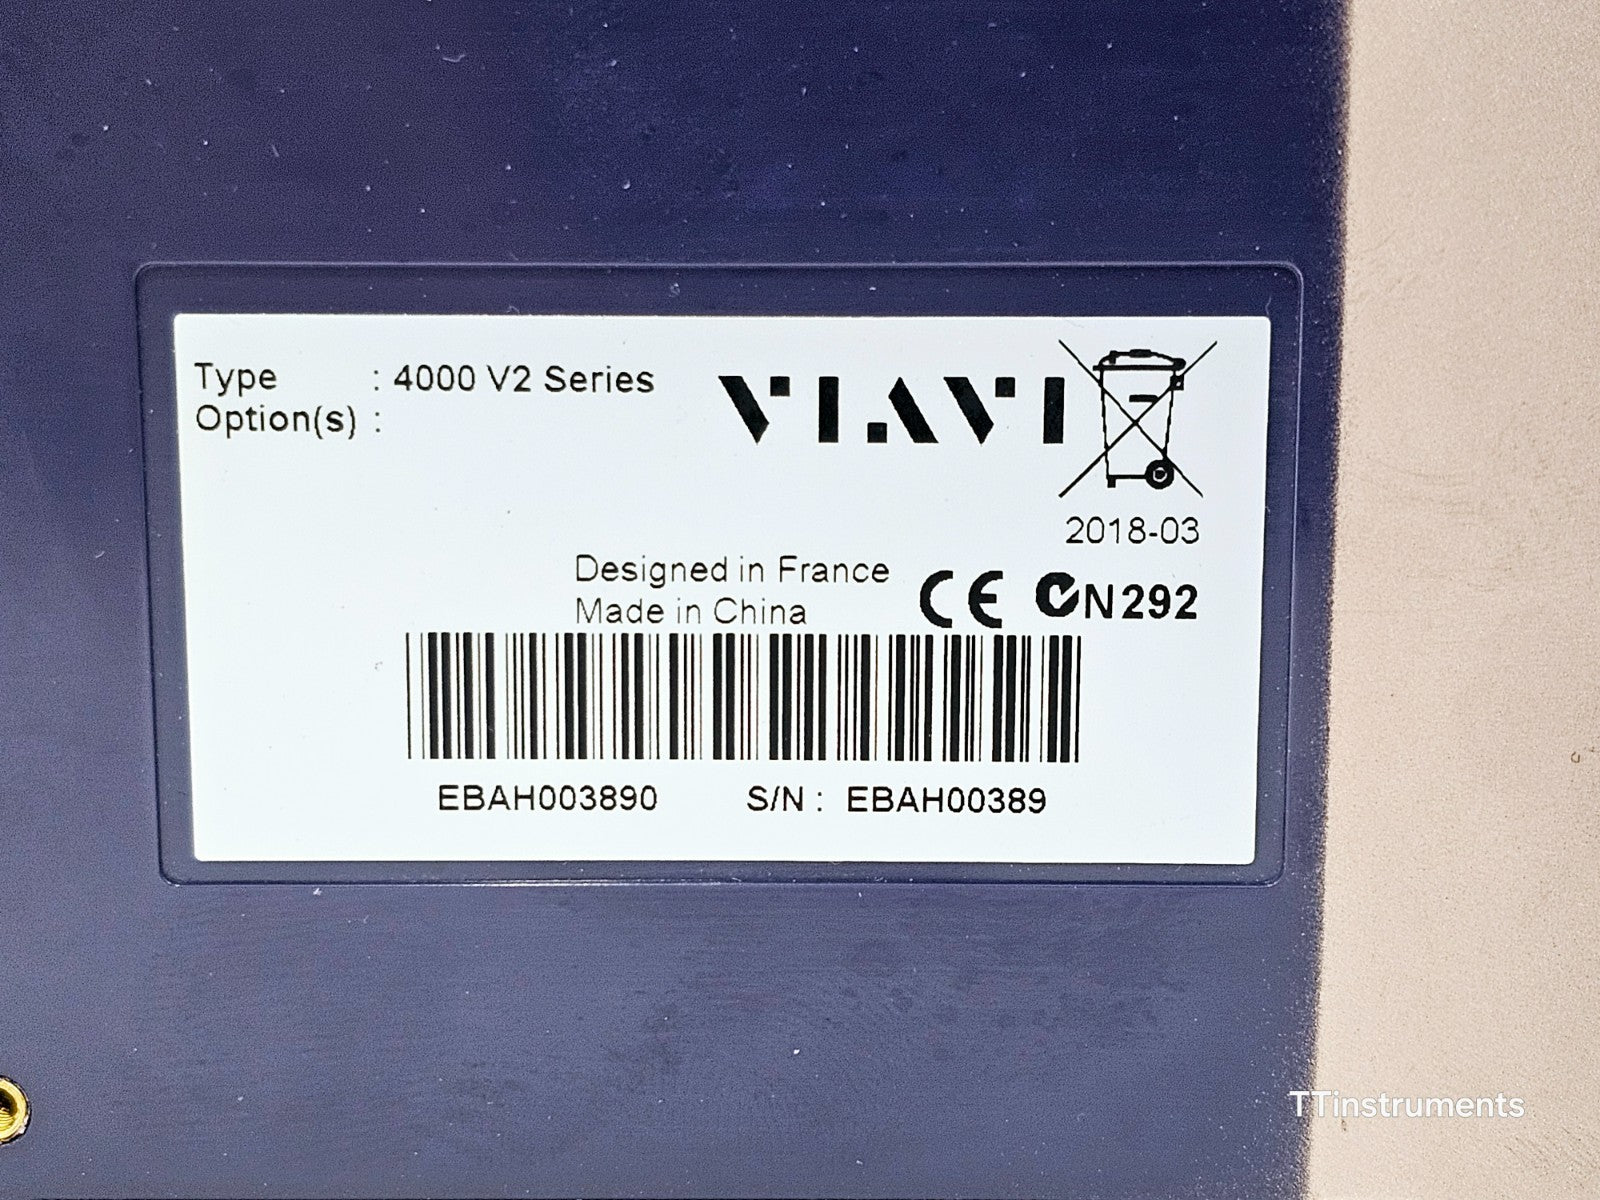 Type : 4000 V2 Series
Option(s) :
VIAVI
2018-03
Designed in France
Made in China
CE N292
EBAH003890 S/N : EBAH00389
TTinstruments